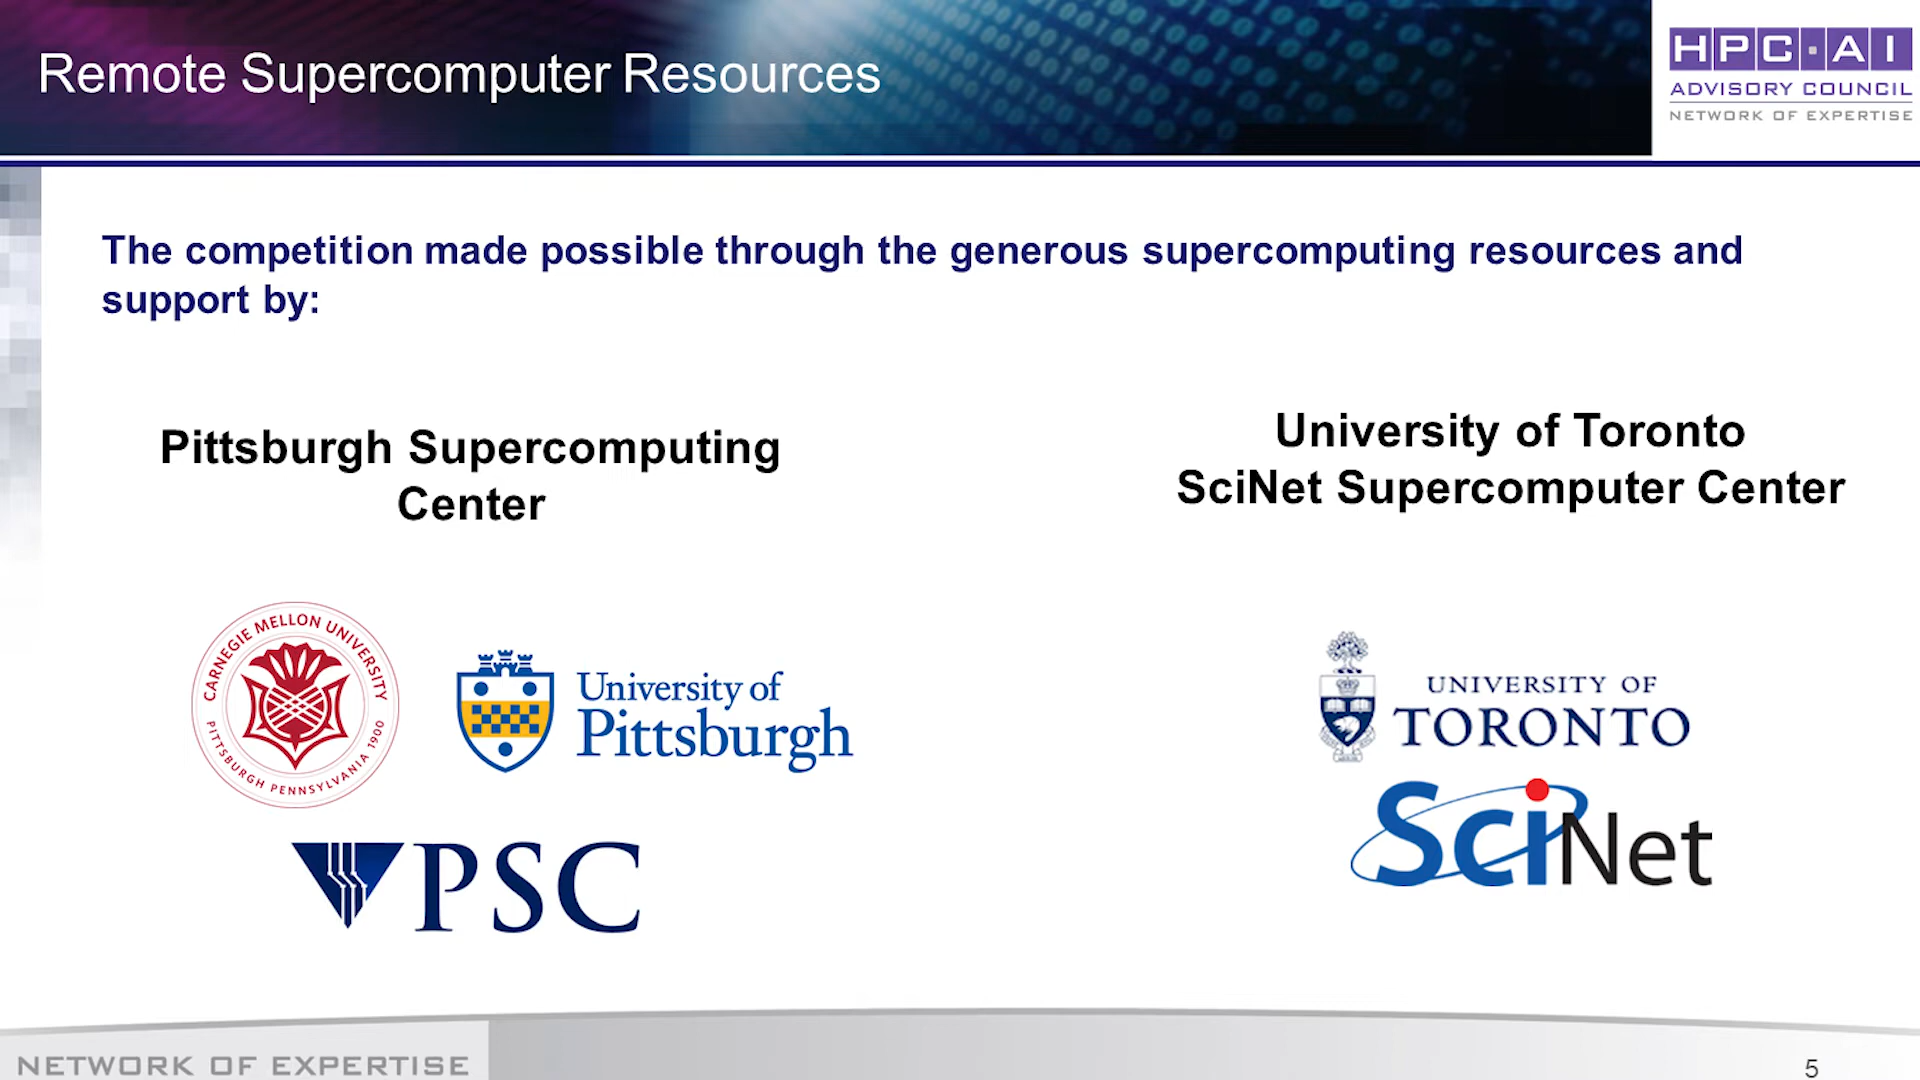 Remote Supercomputer Resources
HPC·AI
ADVISORY COUNCIL
NETWORK OF EXPERTISE
The competition made possible through the generous supercomputing resources and
support by:
Pittsburgh Supercomputing
Center
University of Toronto
SciNet Supercomputer Center
CARNEGIE MELLON UNIVERSITY
PITTSBURGH PENNSYLVANIA 1900
University of
Pittsburgh
PSC
UNIVERSITY OF
TORONTO
SciNet
NETWORK OF EXPERTISE
5